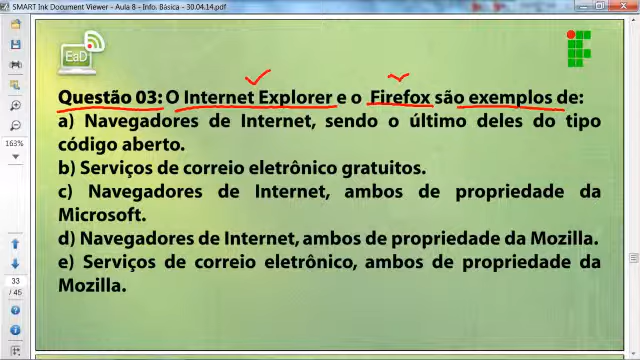 SMART Ink Document Viewer - Aula 8 - Info. Básica - 30.04.14.pdf
EaD
Questão 03: O Internet Explorer e o Firefox são exemplos de:
a) Navegadores de Internet, sendo o último deles do tipo
código aberto.
b) Serviços de correio eletrônico gratuitos.
c) Navegadores de Internet, ambos de propriedade da
Microsoft.
d) Navegadores de Internet, ambos de propriedade da Mozilla.
e) Serviços de correio eletrônico, ambos de propriedade da
Mozilla.
163%
33
/ 45